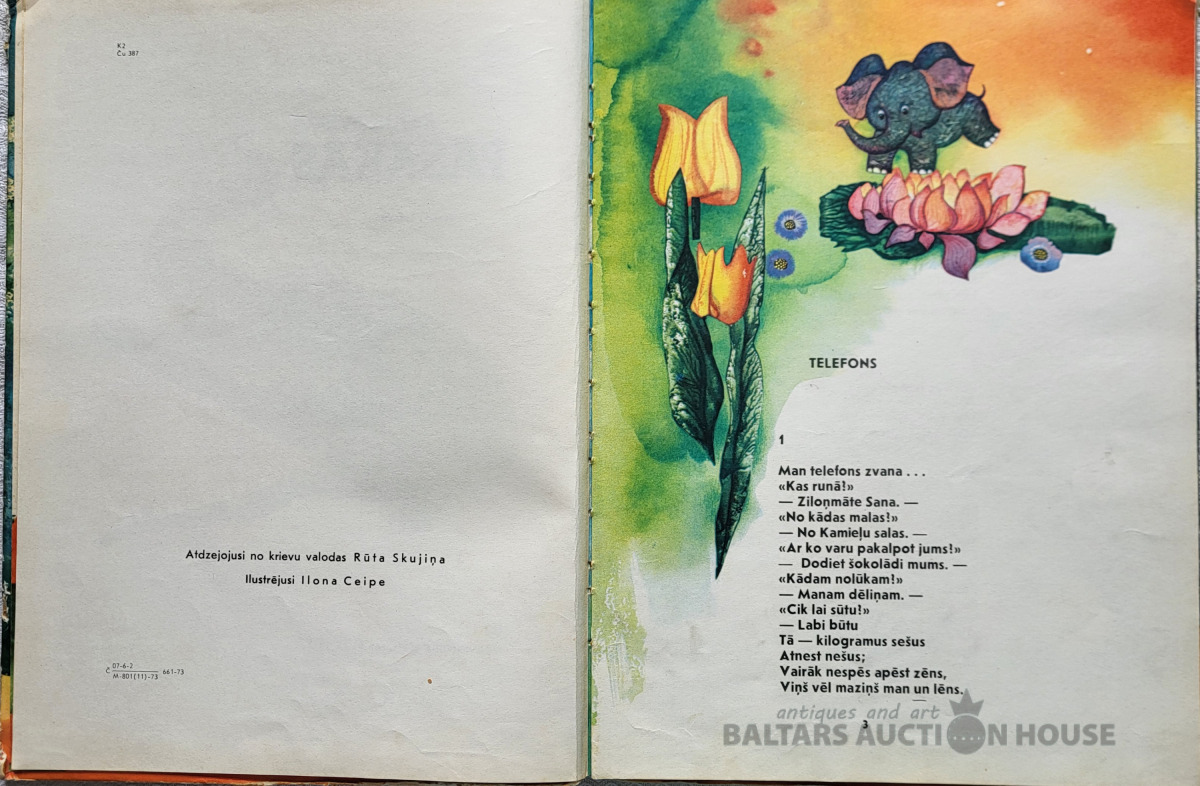 K2
Ču 387
Atdzejojusi no krievu valodas Rūta Skujiņa
Ilustrējusi Ilona Ceipe
Č 07-6-2 661-73
M-801(11)-73
TELEFONS
1
Man telefons zvana . . .
«Kas runā!»
— Ziloņmāte Sana. —
«No kādas malas!»
— No Kamieļu salas. —
«Ar ko varu pakalpot jums!»
— Dodiet šokolādi mums. —
«Kādam nolūkam!»
— Manam dēliņam. —
«Cik lai sūtu!»
— Labi būtu
Tā — kilogramus sešus
Atnest nešus;
Vairāk nespēs apēst zēns,
Viņš vēl maziņš man un lēns.
antiques and art
3
BALTARS AUCTION HOUSE